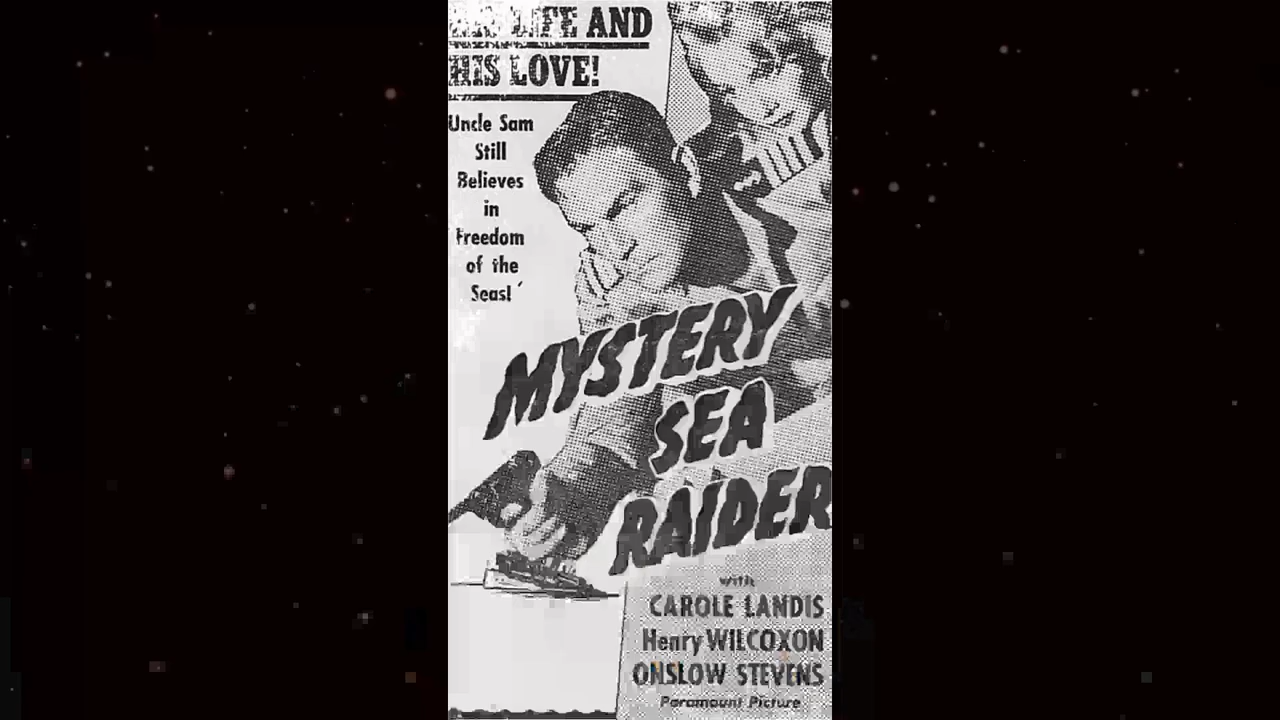 LIFE AND
HIS LOVE!
Uncle Sam
Still
Believes
in
Freedom
of the
Seas!
MYSTERY
SEA
RAIDER
with
CAROLE LANDIS
Henry WILCOXON
ONSLOW STEVENS
Paramount Picture